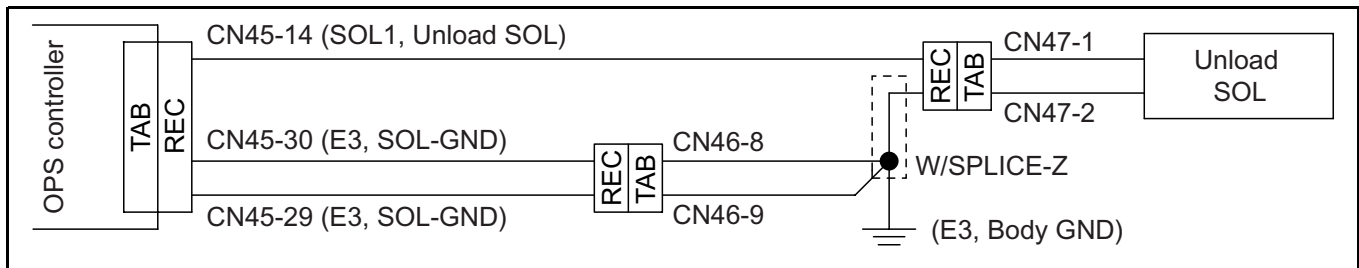 OPS controller
TAB
REC
CN45-14 (SOL1, Unload SOL)
CN45-30 (E3, SOL-GND)
CN45-29 (E3, SOL-GND)
REC
TAB
CN46-8
CN46-9
W/SPLICE-Z
(E3, Body GND)
REC
TAB
CN47-1
CN47-2
Unload
SOL